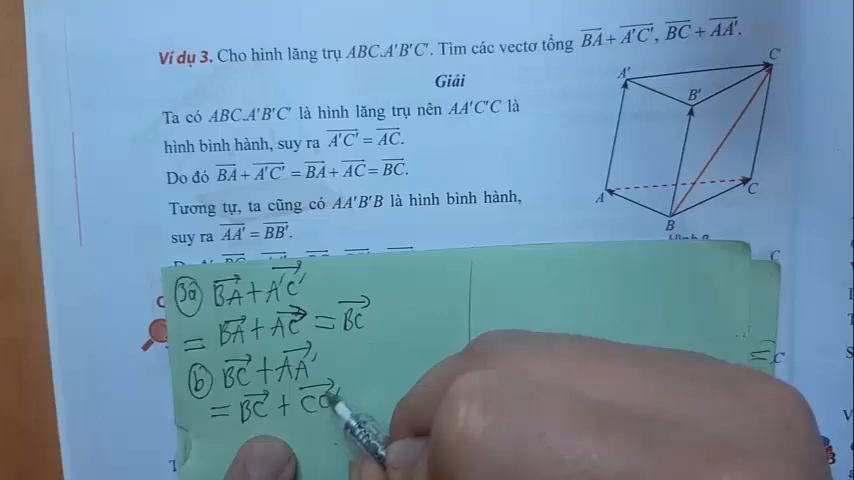 Ví dụ 3. Cho hình lăng trụ ABC.A'B'C'. Tìm các vectơ tổng $\overrightarrow{BA}+\overrightarrow{A'C'}, \overrightarrow{BC}+\overrightarrow{AA'}$.
Giải
Ta có ABC.A'B'C' là hình lăng trụ nên AA'C'C là
hình bình hành, suy ra $\overrightarrow{A'C'}=\overrightarrow{AC}$.
Do đó $\overrightarrow{BA}+\overrightarrow{A'C'}=\overrightarrow{BA}+\overrightarrow{AC}=\overrightarrow{BC}$.
Tương tự, ta cũng có AA'B'B là hình bình hành,
suy ra $\overrightarrow{AA'}=\overrightarrow{BB'}$.
A'
C'
B'
A
C
B
3a $\overrightarrow{BA}+\overrightarrow{A'C'}$
$=\overrightarrow{BA}+\overrightarrow{AC}=\overrightarrow{BC}$
b $\overrightarrow{BC}+\overrightarrow{AA'}$
$=\overrightarrow{BC}+\overrightarrow{CC'}$